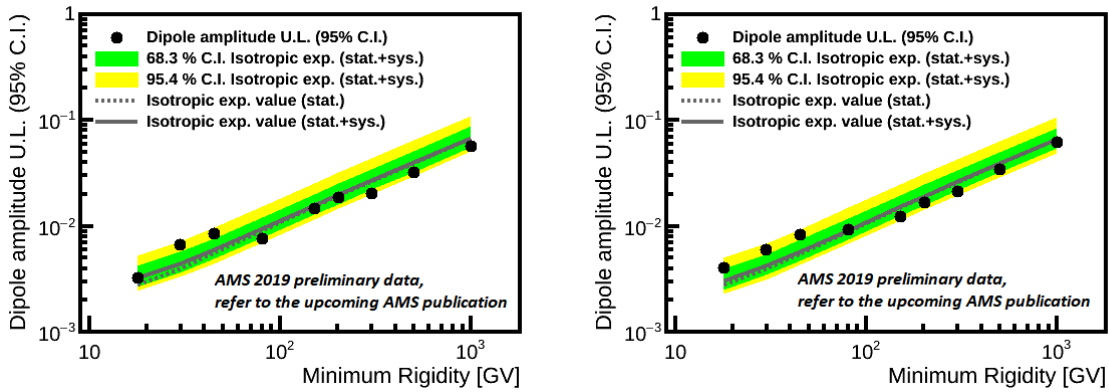 Dipole amplitude U.L. (95% C.I.)
1
10⁻¹
10⁻²
10⁻³
Dipole amplitude U.L. (95% C.I.)
68.3 % C.I. Isotropic exp. (stat.+sys.)
95.4 % C.I. Isotropic exp. (stat.+sys.)
Isotropic exp. value (stat.)
Isotropic exp. value (stat.+sys.)
AMS 2019 preliminary data,
refer to the upcoming AMS publication
10
10²
10³
Minimum Rigidity [GV]
Dipole amplitude U.L. (95% C.I.)
1
10⁻¹
10⁻²
10⁻³
Dipole amplitude U.L. (95% C.I.)
68.3 % C.I. Isotropic exp. (stat.+sys.)
95.4 % C.I. Isotropic exp. (stat.+sys.)
Isotropic exp. value (stat.)
Isotropic exp. value (stat.+sys.)
AMS 2019 preliminary data,
refer to the upcoming AMS publication
10
10²
10³
Minimum Rigidity [GV]